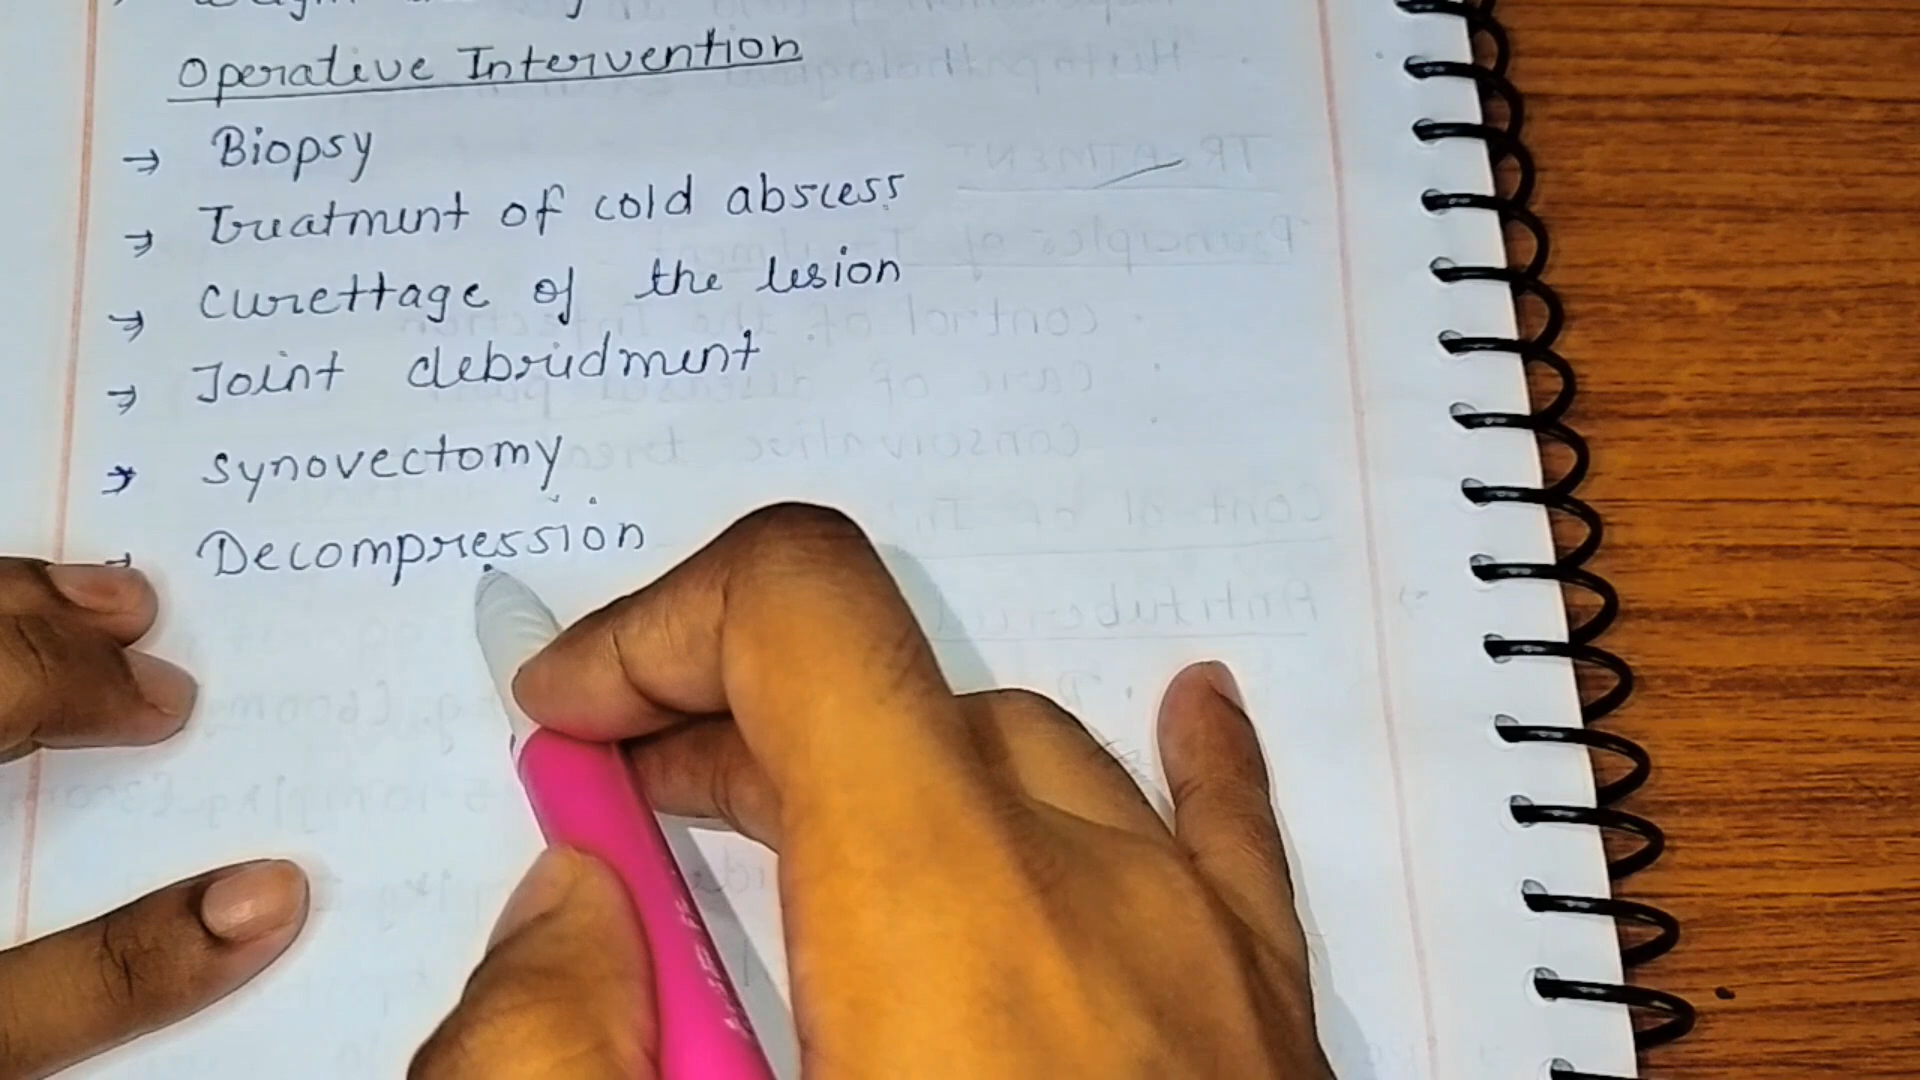 Operative Intervention
→ Biopsy
→ Treatment of cold abscess
→ Curettage of the lesion
→ Joint debridment
→ Synovectomy
→ Decompression